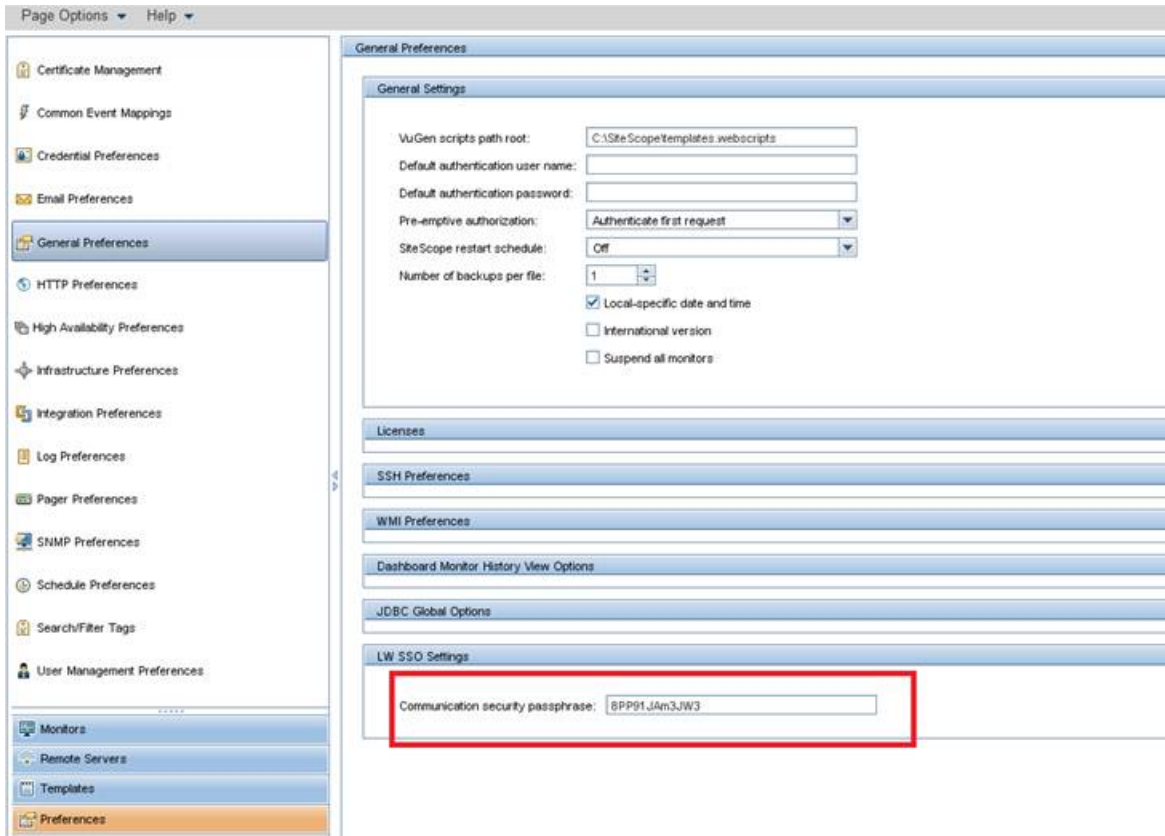 Page Options Help
Certificate Management
Common Event Mappings
Credential Preferences
Email Preferences
General Preferences
HTTP Preferences
High Availability Preferences
Infrastructure Preferences
Integration Preferences
Log Preferences
Pager Preferences
SNMP Preferences
Schedule Preferences
Search/Filter Tags
User Management Preferences
Monitors
Remote Servers
Templates
Preferences
General Preferences
General Settings
VuGen scripts path root: C:\SiteScope\templates.webscripts
Default authentication user name:
Default authentication password:
Pre-emptive authorization: Authenticate first request
SiteScope restart schedule: Off
Number of backups per file: 1
Local-specific date and time
International version
Suspend all monitors
Licenses
SSH Preferences
WMI Preferences
Dashboard Monitor History View Options
JDBC Global Options
LW SSO Settings
Communication security passphrase: 8PP91JAm3JW3